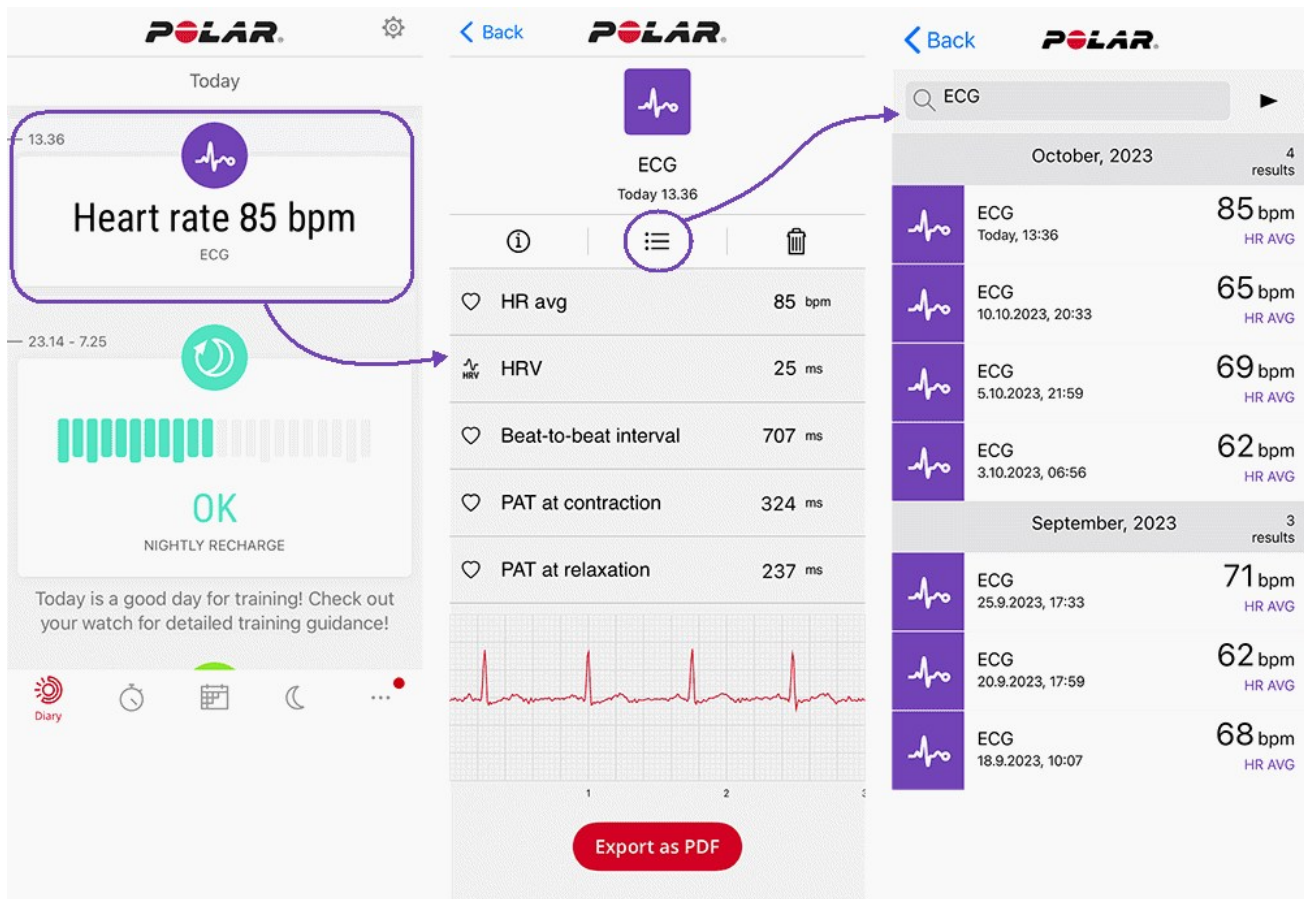 POLAR.
Today
13.36
Heart rate 85 bpm
ECG
23.14 - 7.25
OK
NIGHTLY RECHARGE
Today is a good day for training! Check out
your watch for detailed training guidance!
Diary
Back
POLAR.
ECG
Today 13.36
HR avg 85 bpm
HRV HRV 25 ms
Beat-to-beat interval 707 ms
PAT at contraction 324 ms
PAT at relaxation 237 ms
1 2 3
Export as PDF
Back
POLAR.
ECG
October, 2023 4
results
ECG 85 bpm
Today, 13:36 HR AVG
ECG 65 bpm
10.10.2023, 20:33 HR AVG
ECG 69 bpm
5.10.2023, 21:59 HR AVG
ECG 62 bpm
3.10.2023, 06:56 HR AVG
September, 2023 3
results
ECG 71 bpm
25.9.2023, 17:33 HR AVG
ECG 62 bpm
20.9.2023, 17:59 HR AVG
ECG 68 bpm
18.9.2023, 10:07 HR AVG